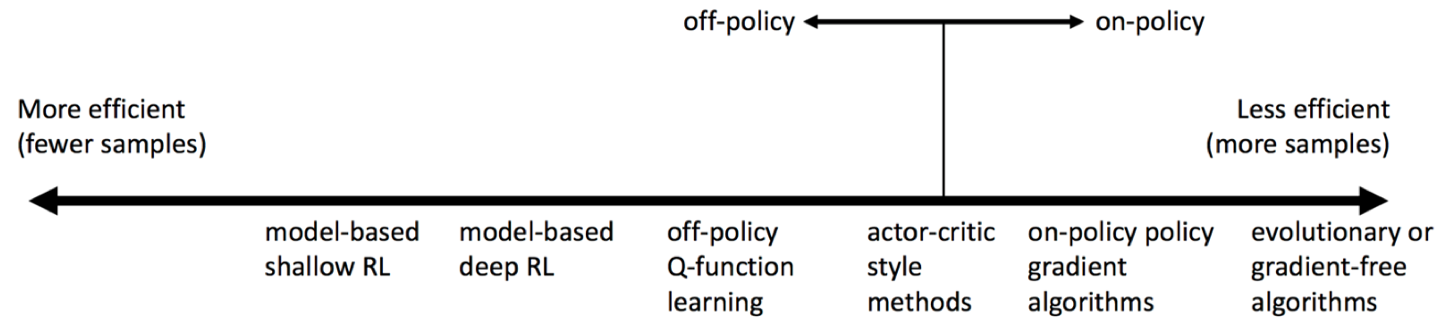 off-policy
on-policy
More efficient
(fewer samples)
Less efficient
(more samples)
model-based
shallow RL
model-based
deep RL
off-policy
Q-function
learning
actor-critic
style
methods
on-policy policy
gradient
algorithms
evolutionary or
gradient-free
algorithms